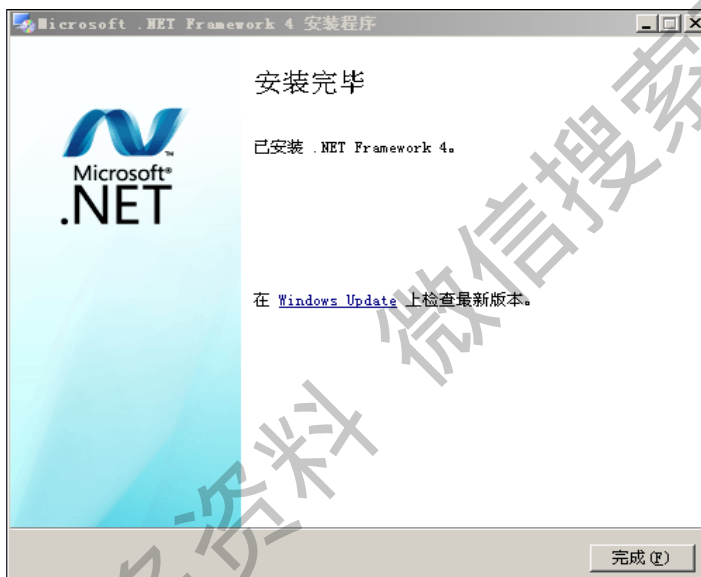 Microsoft .NET Framework 4 安装程序
安装完毕
已安装 .NET Framework 4。
Microsoft®
.NET
在 Windows Update 上检查最新版本。
完成(F)
资料 微信搜索